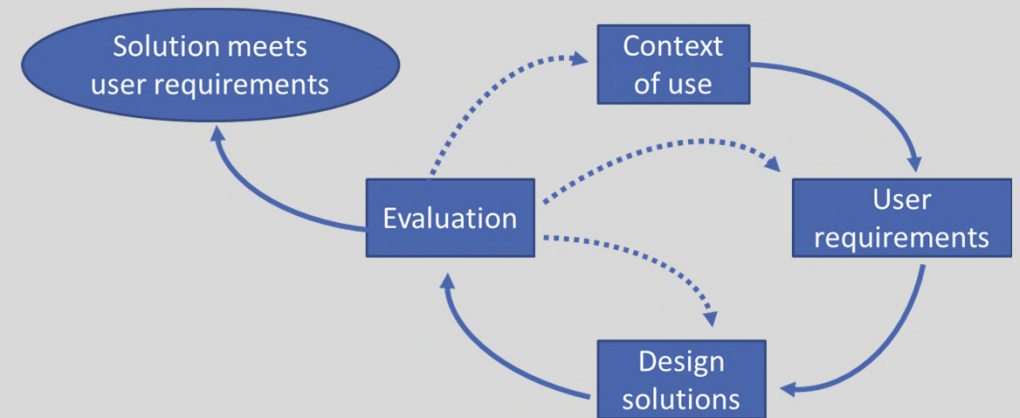 Solution meets
user requirements
Context
of use
Evaluation
User
requirements
Design
solutions